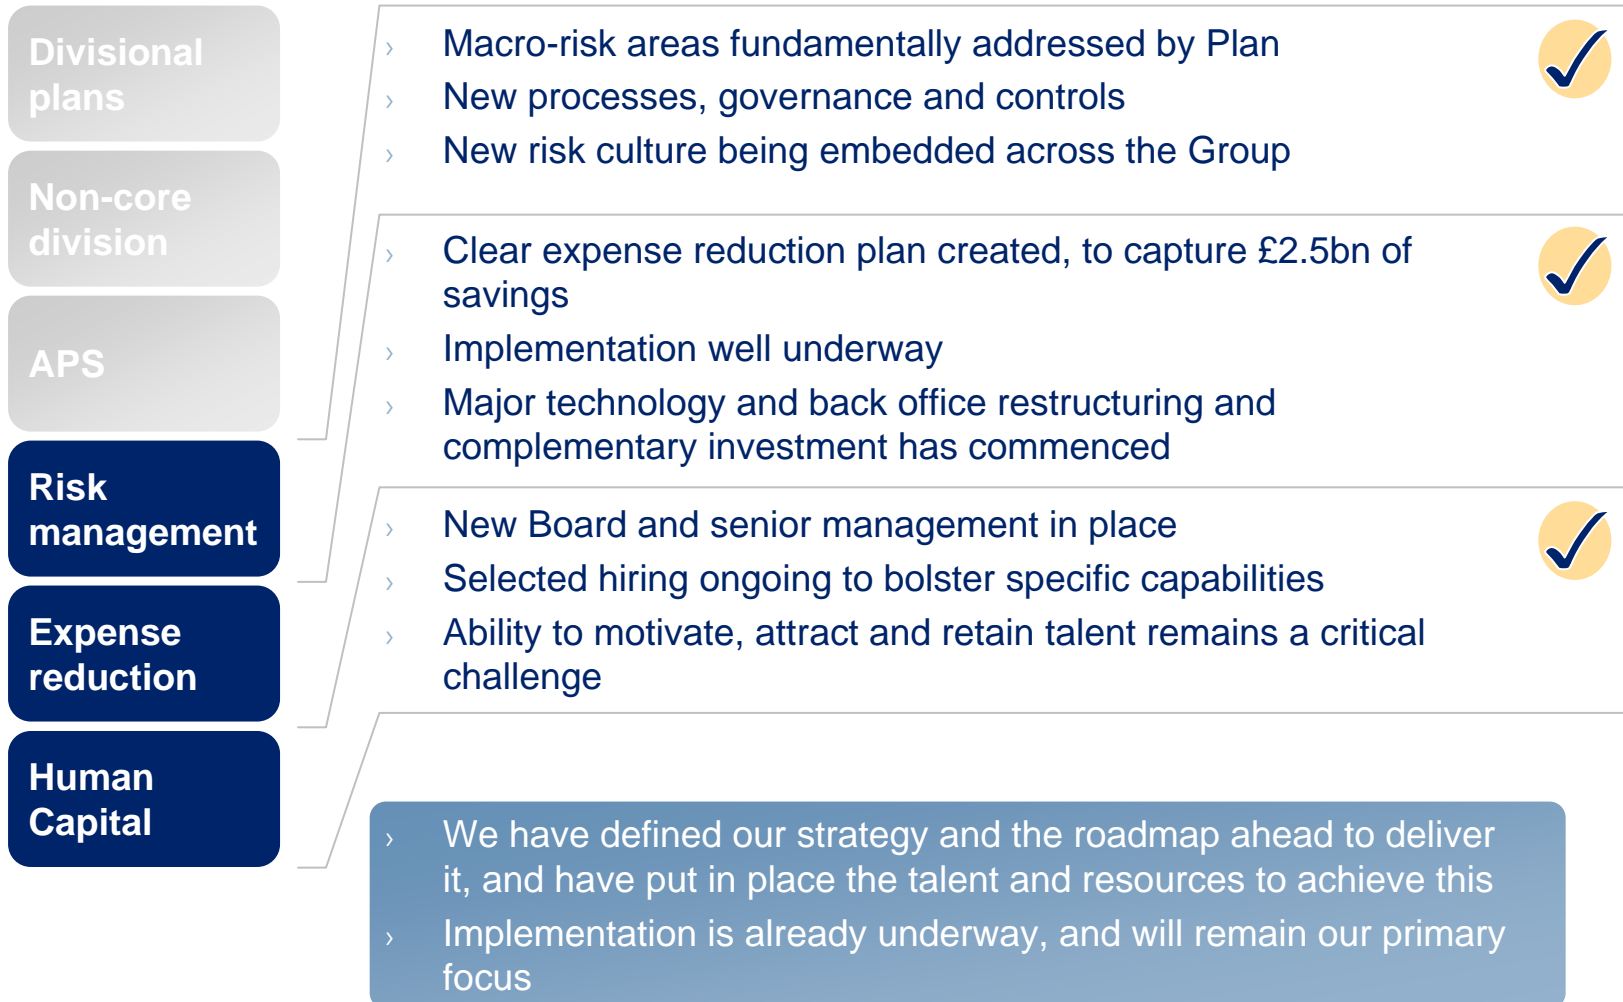 Divisional
plans
Non-core
division
APS
Risk
management
Expense
reduction
Human
Capital
› Macro-risk areas fundamentally addressed by Plan
› New processes, governance and controls
› New risk culture being embedded across the Group
› Clear expense reduction plan created, to capture £2.5bn of
savings
› Implementation well underway
› Major technology and back office restructuring and
complementary investment has commenced
› New Board and senior management in place
› Selected hiring ongoing to bolster specific capabilities
› Ability to motivate, attract and retain talent remains a critical
challenge
› We have defined our strategy and the roadmap ahead to deliver
it, and have put in place the talent and resources to achieve this
› Implementation is already underway, and will remain our primary
focus